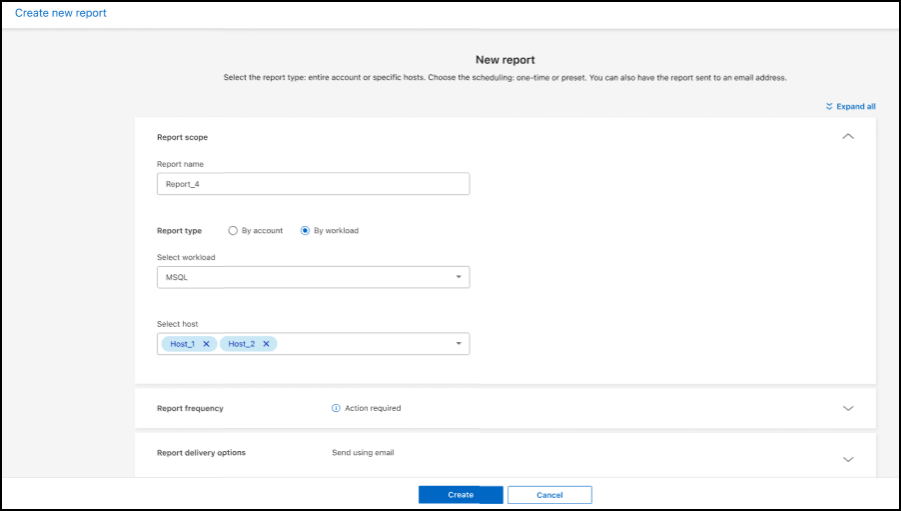 Create new report
New report
Select the report type: entire account or specific hosts. Choose the scheduling: one-time or preset. You can also have the report sent to an email address.
Expand all
Report scope
Report name
Report_4
Report type By account By workload
Select workload
MSQL
Select host
Host_1 Host_2
Report frequency Action required
Report delivery options Send using email
Create Cancel